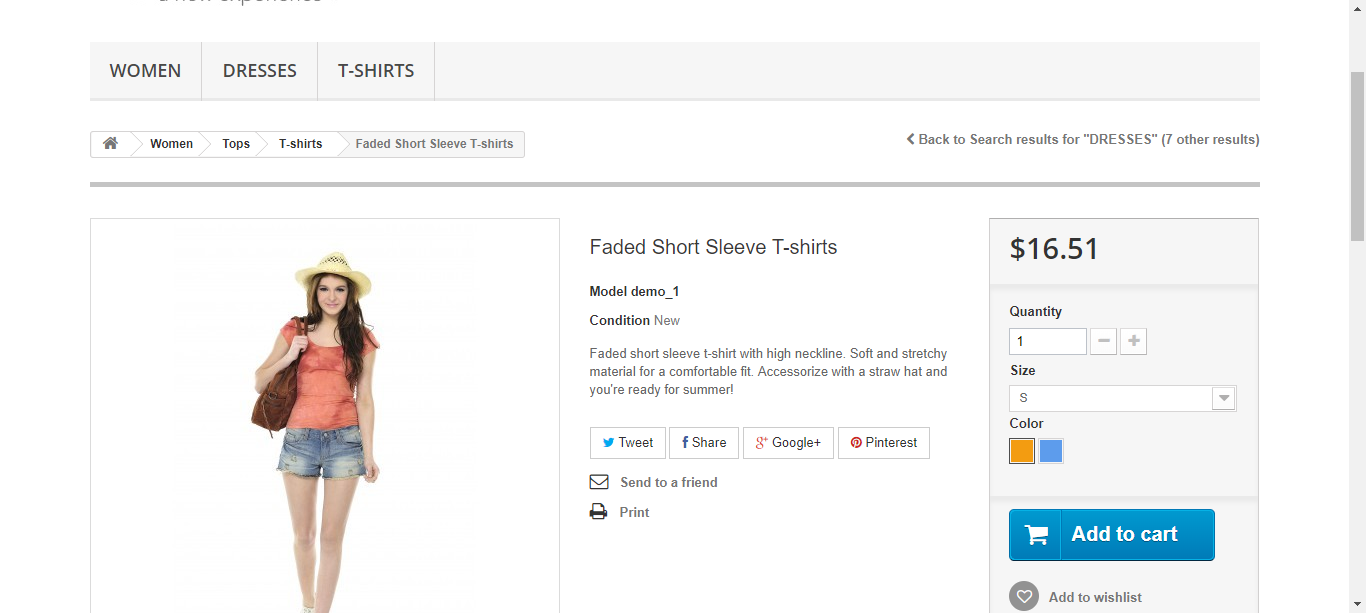 WOMEN
DRESSES
T-SHIRTS
Women
Tops
T-shirts
Faded Short Sleeve T-shirts
Back to Search results for "DRESSES" (7 other results)
Faded Short Sleeve T-shirts
Model demo_1
Condition New
Faded short sleeve t-shirt with high neckline. Soft and stretchy
material for a comfortable fit. Accessorize with a straw hat and
you're ready for summer!
Tweet
Share
Google+
Pinterest
Send to a friend
Print
$16.51
Quantity
1
Size
S
Color
Add to cart
Add to wishlist